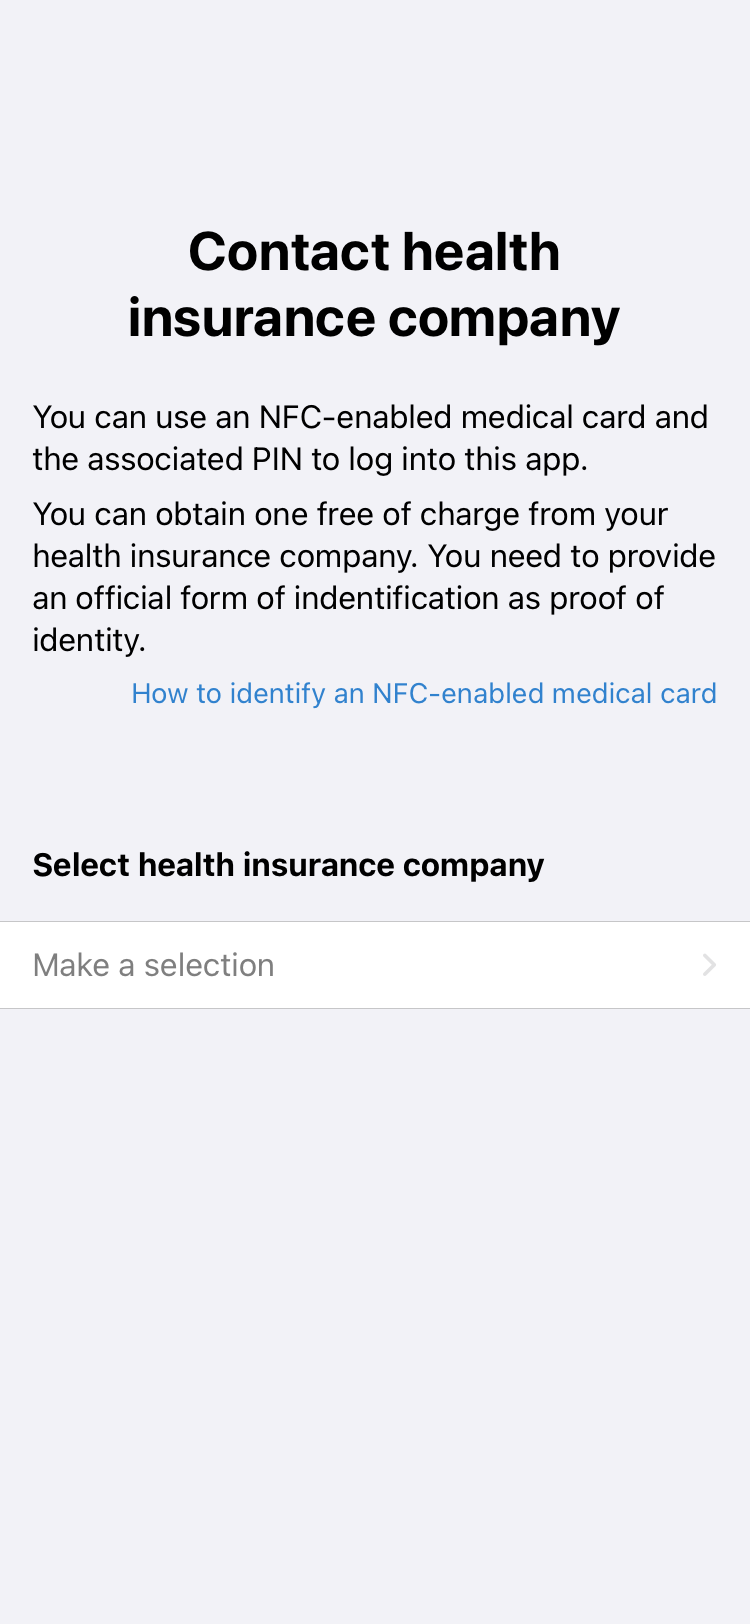 Contact health
insurance company
You can use an NFC-enabled medical card and
the associated PIN to log into this app.
You can obtain one free of charge from your
health insurance company. You need to provide
an official form of indentification as proof of
identity.
How to identify an NFC-enabled medical card
Select health insurance company
Make a selection